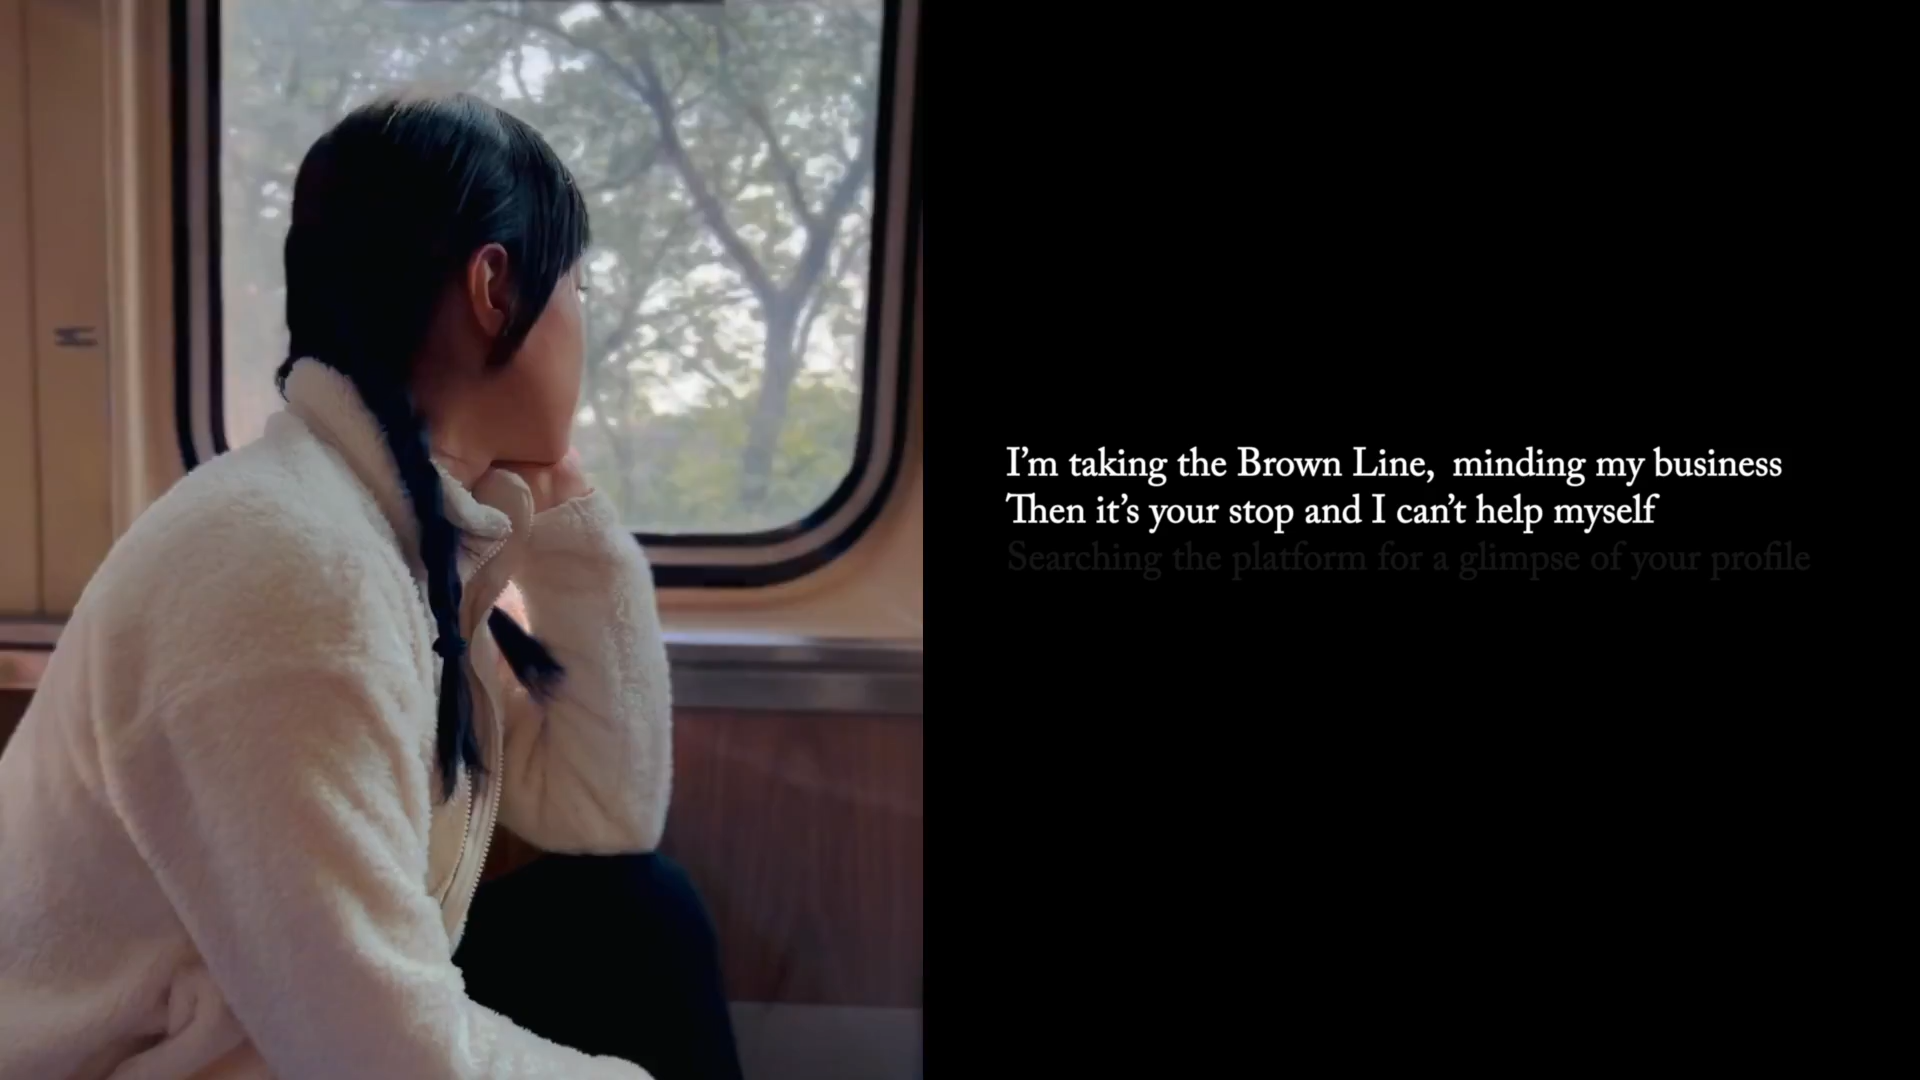 I’m taking the Brown Line,  minding my business
Then it’s your stop and I can’t help myself
Searching the platform for a glimpse of your profile